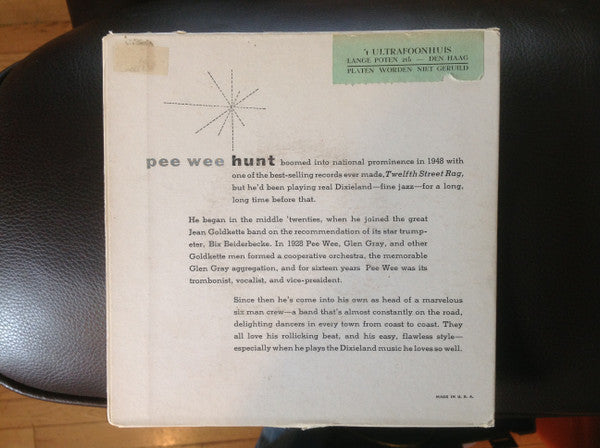 't ULTRAFOONHUIS
LANGE POTEN 21b — DEN HAAG
PLATEN WORDEN NIET GERUILD
pee wee hunt boomed into national prominence in 1948 with
one of the best-selling records ever made, Twelfth Street Rag,
but he'd been playing real Dixieland—fine jazz—for a long,
long time before that.
He began in the middle 'twenties, when he joined the great
Jean Goldkette band on the recommendation of its star trump-
eter, Bix Beiderbecke. In 1928 Pee Wee, Glen Gray, and other
Goldkette men formed a cooperative orchestra, the memorable
Glen Gray aggregation, and for sixteen years Pee Wee was its
trombonist, vocalist, and vice-president.
Since then he's come into his own as head of a marvelous
six man crew—a band that's almost constantly on the road,
delighting dancers in every town from coast to coast. They
all love his rollicking beat, and his easy, flawless style—
especially when he plays the Dixieland music he loves so well.
MADE IN U. S. A.